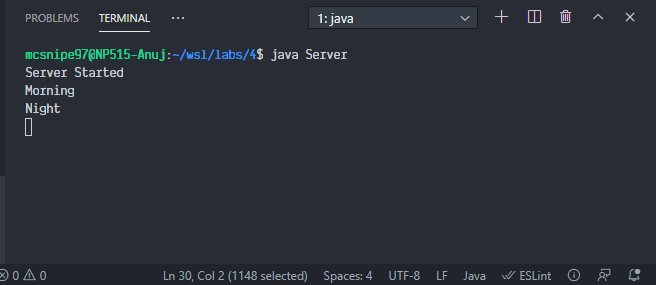 PROBLEMS TERMINAL ··· 1: java
mcsnipe97@NP515-Anuj:~/wsl/labs/4$ java Server
Server Started
Morning
Night
0 0 Ln 30, Col 2 (1148 selected) Spaces: 4 UTF-8 LF Java ESLint